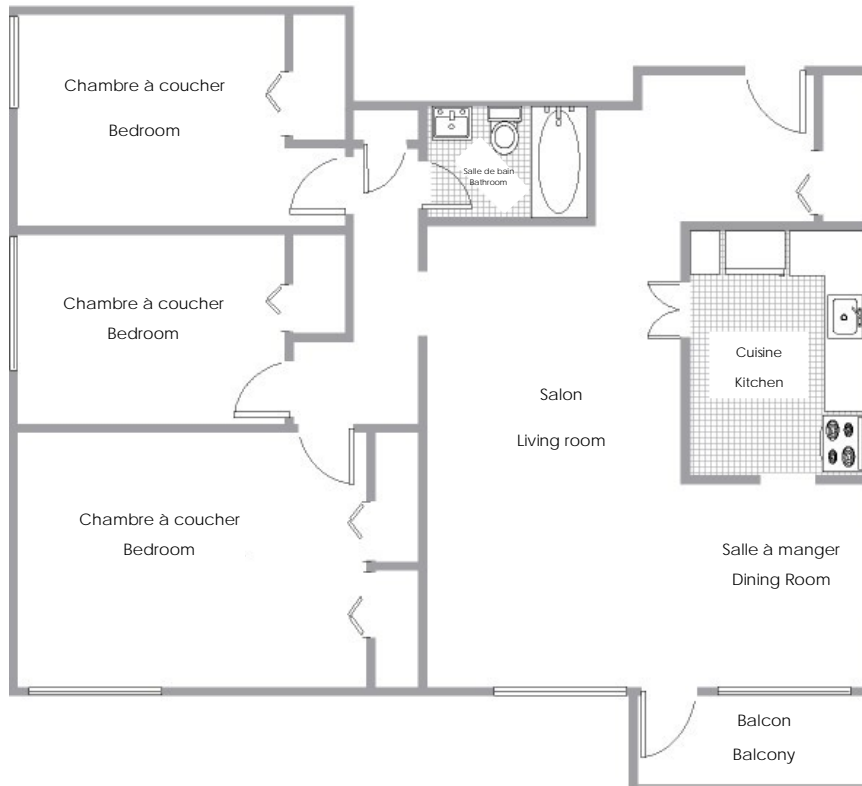 Chambre à coucher
Bedroom
Salle de bain
Bathroom
Chambre à coucher
Bedroom
Cuisine
Kitchen
Salon
Living room
Chambre à coucher
Bedroom
Salle à manger
Dining Room
Balcon
Balcony